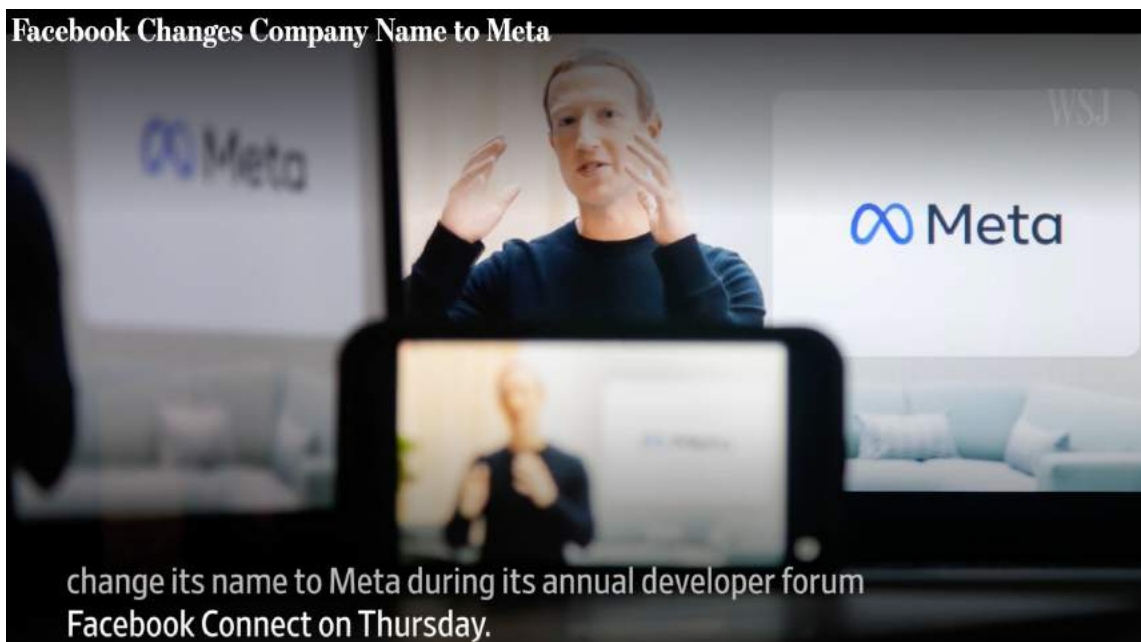 Facebook Changes Company Name to Meta
WSJ
Meta
Meta
change its name to Meta during its annual developer forum
Facebook Connect on Thursday.